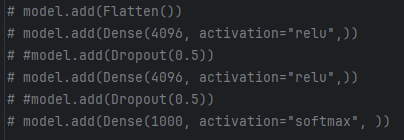 # model.add(Flatten())
# model.add(Dense(4096, activation="relu",))
# #model.add(Dropout(0.5))
# model.add(Dense(4096, activation="relu",))
# #model.add(Dropout(0.5))
# model.add(Dense(1000, activation="softmax", ))